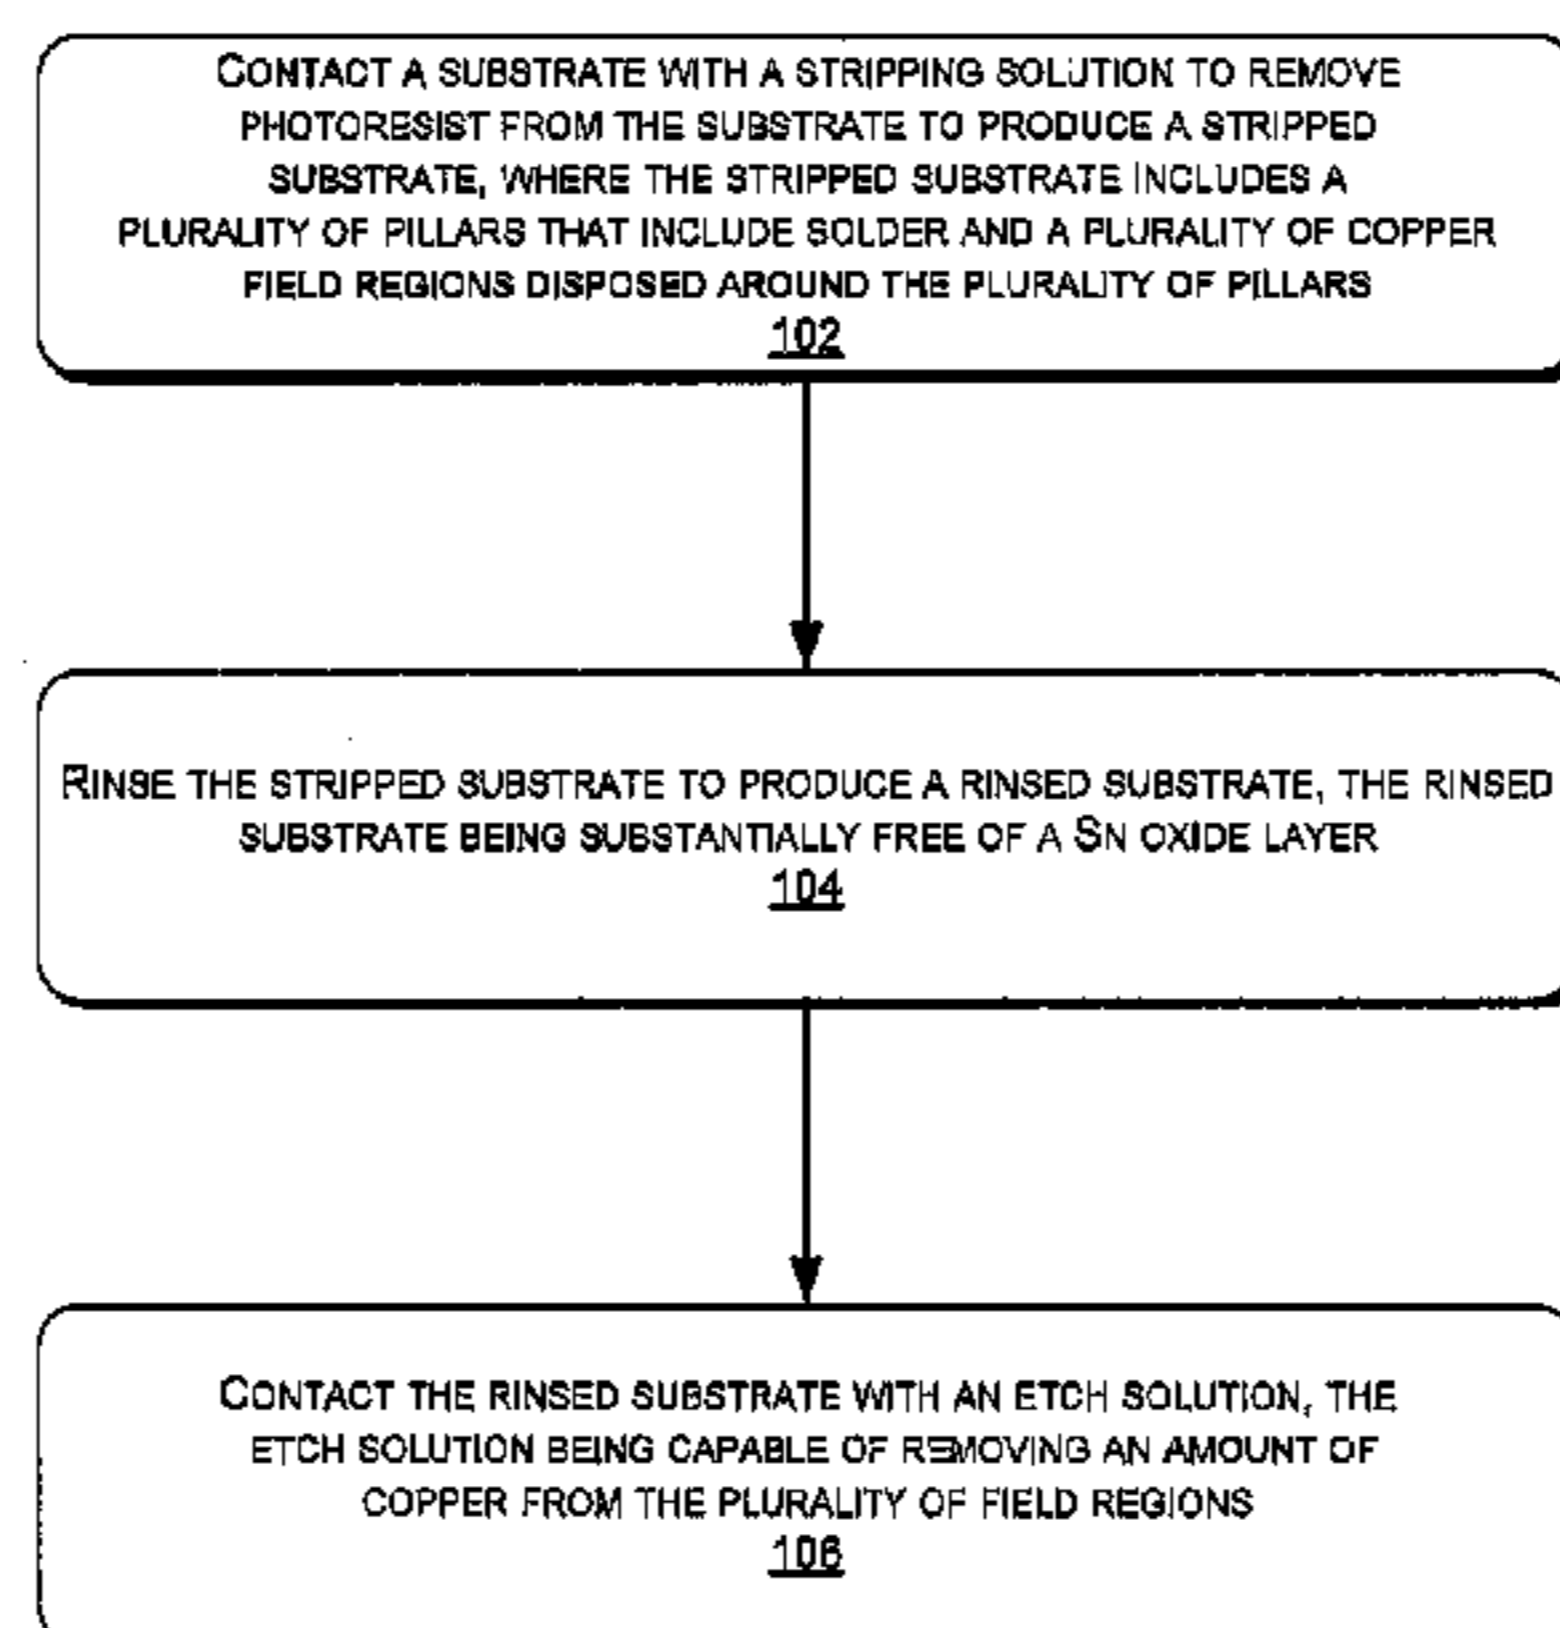 CONTACT A SUBSTRATE WITH A STRIPPING SOLUTION TO REMOVE
PHOTORESIST FROM THE SUBSTRATE TO PRODUCE A STRIPPED
SUBSTRATE, WHERE THE STRIPPED SUBSTRATE INCLUDES A
PLURALITY OF PILLARS THAT INCLUDE SOLDER AND A PLURALITY OF COPPER
FIELD REGIONS DISPOSED AROUND THE PLURALITY OF PILLARS
102
RINSE THE STRIPPED SUBSTRATE TO PRODUCE A RINSED SUBSTRATE, THE RINSED
SUBSTRATE BEING SUBSTANTIALLY FREE OF A SN OXIDE LAYER
104
CONTACT THE RINSED SUBSTRATE WITH AN ETCH SOLUTION, THE
ETCH SOLUTION BEING CAPABLE OF REMOVING AN AMOUNT OF
COPPER FROM THE PLURALITY OF FIELD REGIONS
106